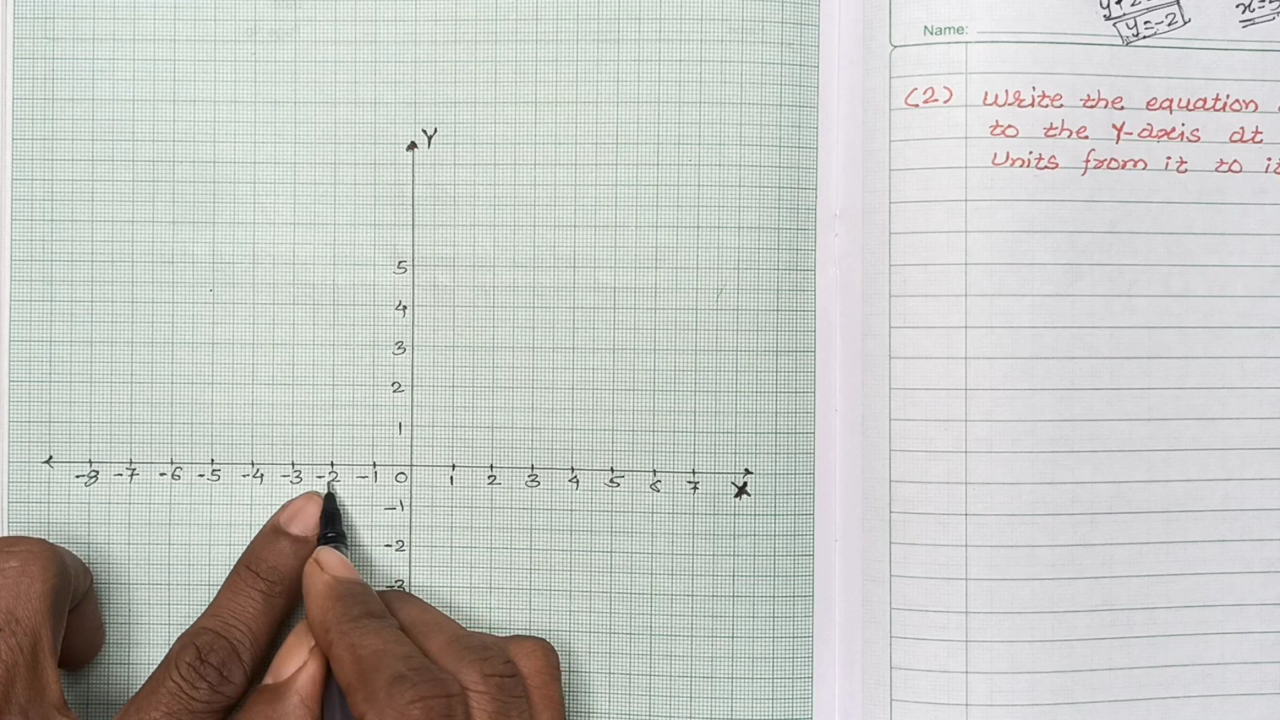 Y
5
4
3
2
1
-8 -7 -6 -5 -4 -3 -2 -1 0 1 2 3 4 5 6 7 X
-1
-2
-3
y=-2
Name:
(2) Write the equation
to the Y-axis at
Units from it to